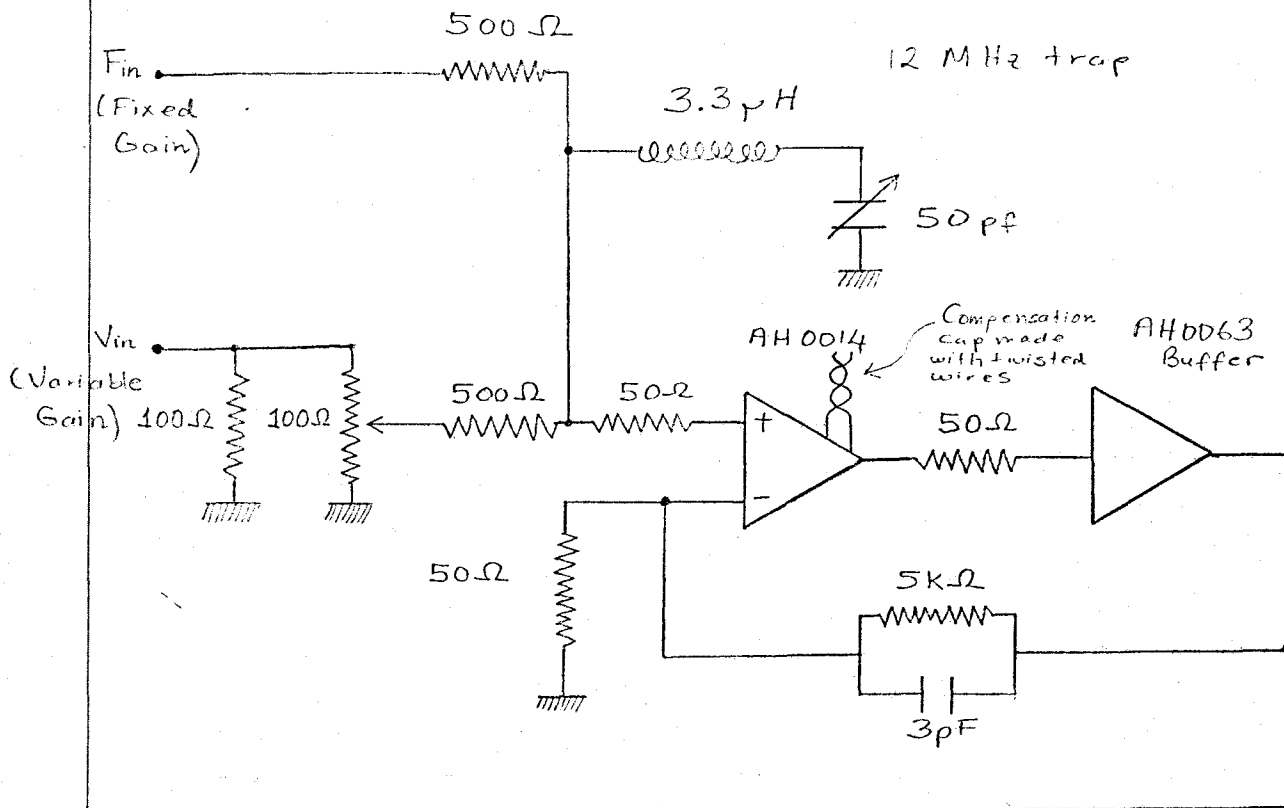 500 Ω
Fin
(Fixed
Gain)
12 MHz trap
3.3 μH
50 pf
Vin
(Variable
Gain)
100Ω
100Ω
500Ω
50Ω
AH0014
Compensation
cap made
with twisted
wires
AH0063
Buffer
+
−
50Ω
50Ω
5KΩ
3pF